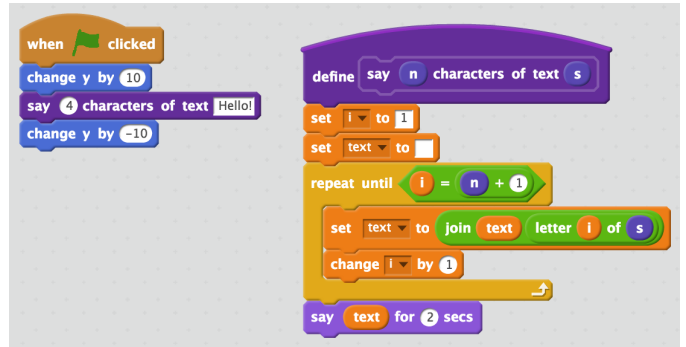 when clicked
change y by 10
say 4 characters of text Hello!
change y by -10
define say n characters of text s
set i to 1
set text to
repeat until i = n + 1
set text to join text letter i of s
change i by 1
say text for 2 secs